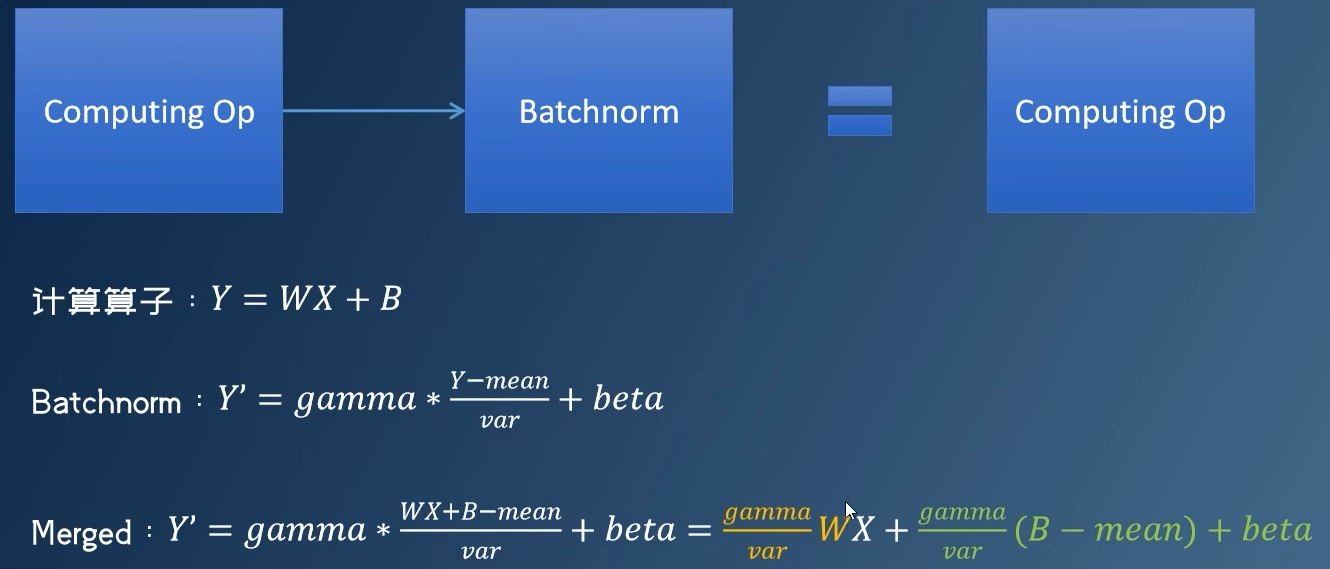 Computing Op Batchnorm = Computing Op
计算算子：Y = WX + B
Batchnorm：Y’ = gamma ∗ \frac{Y−mean}{var} + beta
Merged：Y’ = gamma ∗ \frac{WX+B−mean}{var} + beta = \frac{gamma}{var} WX + \frac{gamma}{var} (B − mean) + beta